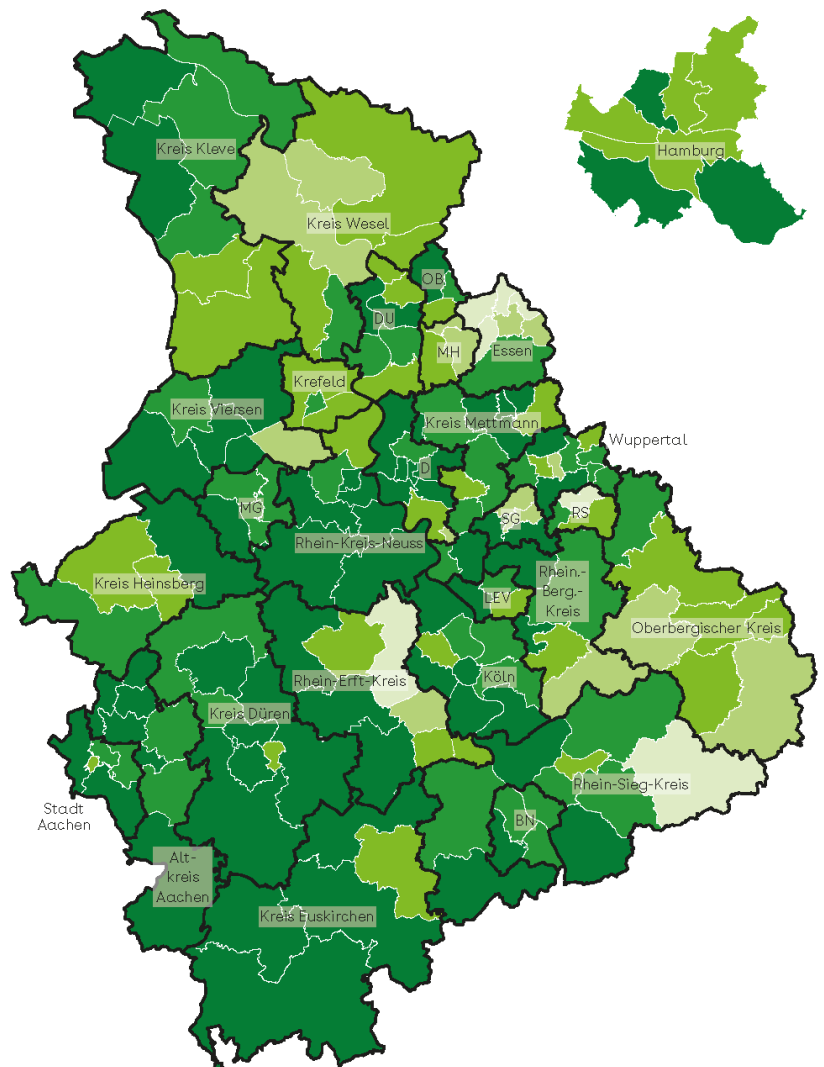 Kreis Kleve
Hamburg
Kreis Wesel
OB
DU
MH
Essen
Krefeld
Kreis Viersen
Kreis Mettmann
Wuppertal
D
MG
SG
RS
Rhein-Kreis-Neuss
Kreis Heinsberg
Rhein.-
Berg.-
Kreis
LEV
Oberbergischer Kreis
Rhein-Erft-Kreis
Köln
Kreis Düren
Rhein-Sieg-Kreis
Stadt
Aachen
BN
Alt-
kreis
Aachen
Kreis Euskirchen